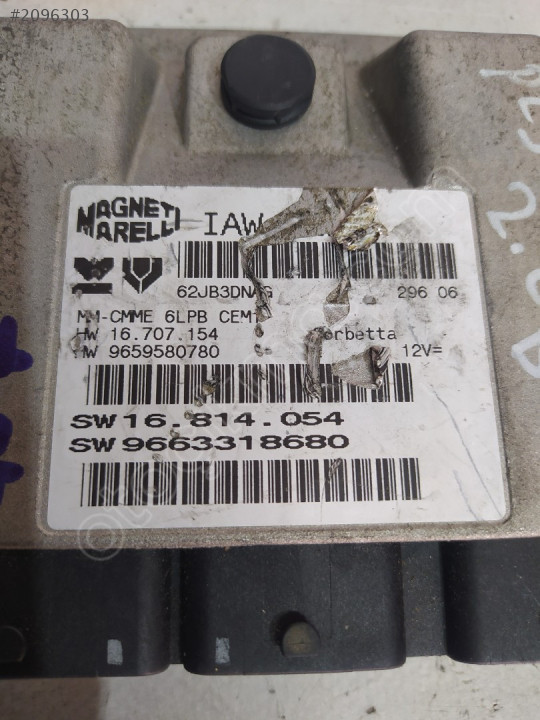 #2096303
MAGNETI MARELLI IAW
62JB3DNAG 296 06
MM-CMME 6LPB CEM1
HW 16.707.154 orbetta
HW 9659580780 12V=
SW16.814.054
SW9663318680